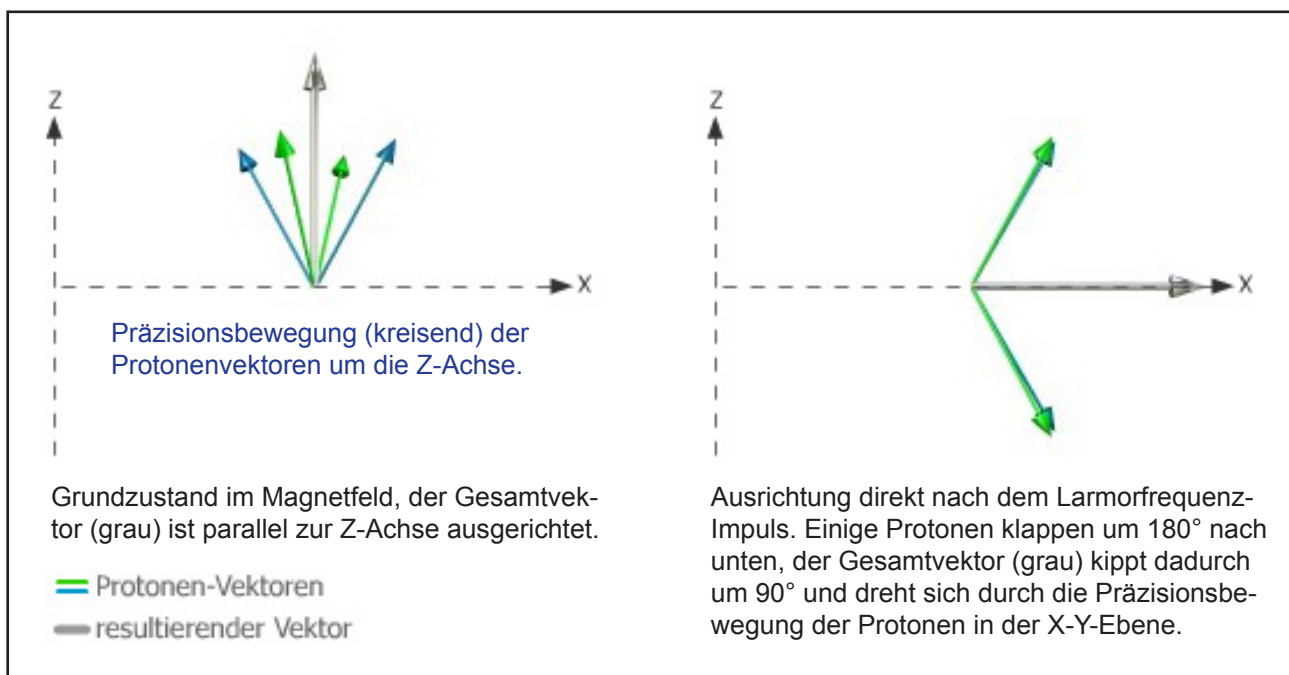 Z
X
Präzisionsbewegung (kreisend) der
Protonenvektoren um die Z-Achse.
Grundzustand im Magnetfeld, der Gesamtvek-
tor (grau) ist parallel zur Z-Achse ausgerichtet.
Protonen-Vektoren
resultierender Vektor
Z
X
Ausrichtung direkt nach dem Larmorfrequenz-
Impuls. Einige Protonen klappen um 180° nach
unten, der Gesamtvektor (grau) kippt dadurch
um 90° und dreht sich durch die Präzisionsbe-
wegung der Protonen in der X-Y-Ebene.